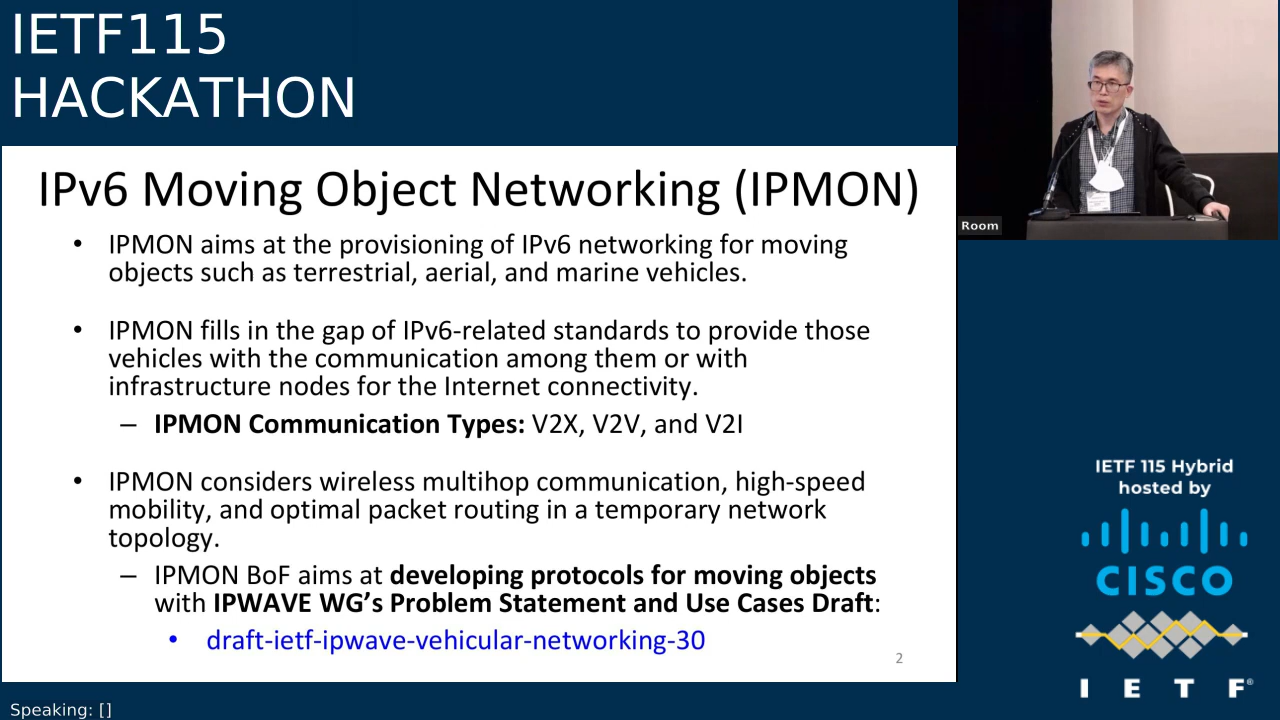 IETF115
HACKATHON
IPv6 Moving Object Networking (IPMON)
• IPMON aims at the provisioning of IPv6 networking for moving
objects such as terrestrial, aerial, and marine vehicles.
• IPMON fills in the gap of IPv6-related standards to provide those
vehicles with the communication among them or with
infrastructure nodes for the Internet connectivity.
– IPMON Communication Types: V2X, V2V, and V2I
• IPMON considers wireless multihop communication, high-speed
mobility, and optimal packet routing in a temporary network
topology.
– IPMON BoF aims at developing protocols for moving objects
with IPWAVE WG’s Problem Statement and Use Cases Draft:
• draft-ietf-ipwave-vehicular-networking-30
2
Room
IETF 115 Hybrid
hosted by
CISCO
I E T F®
Speaking: []